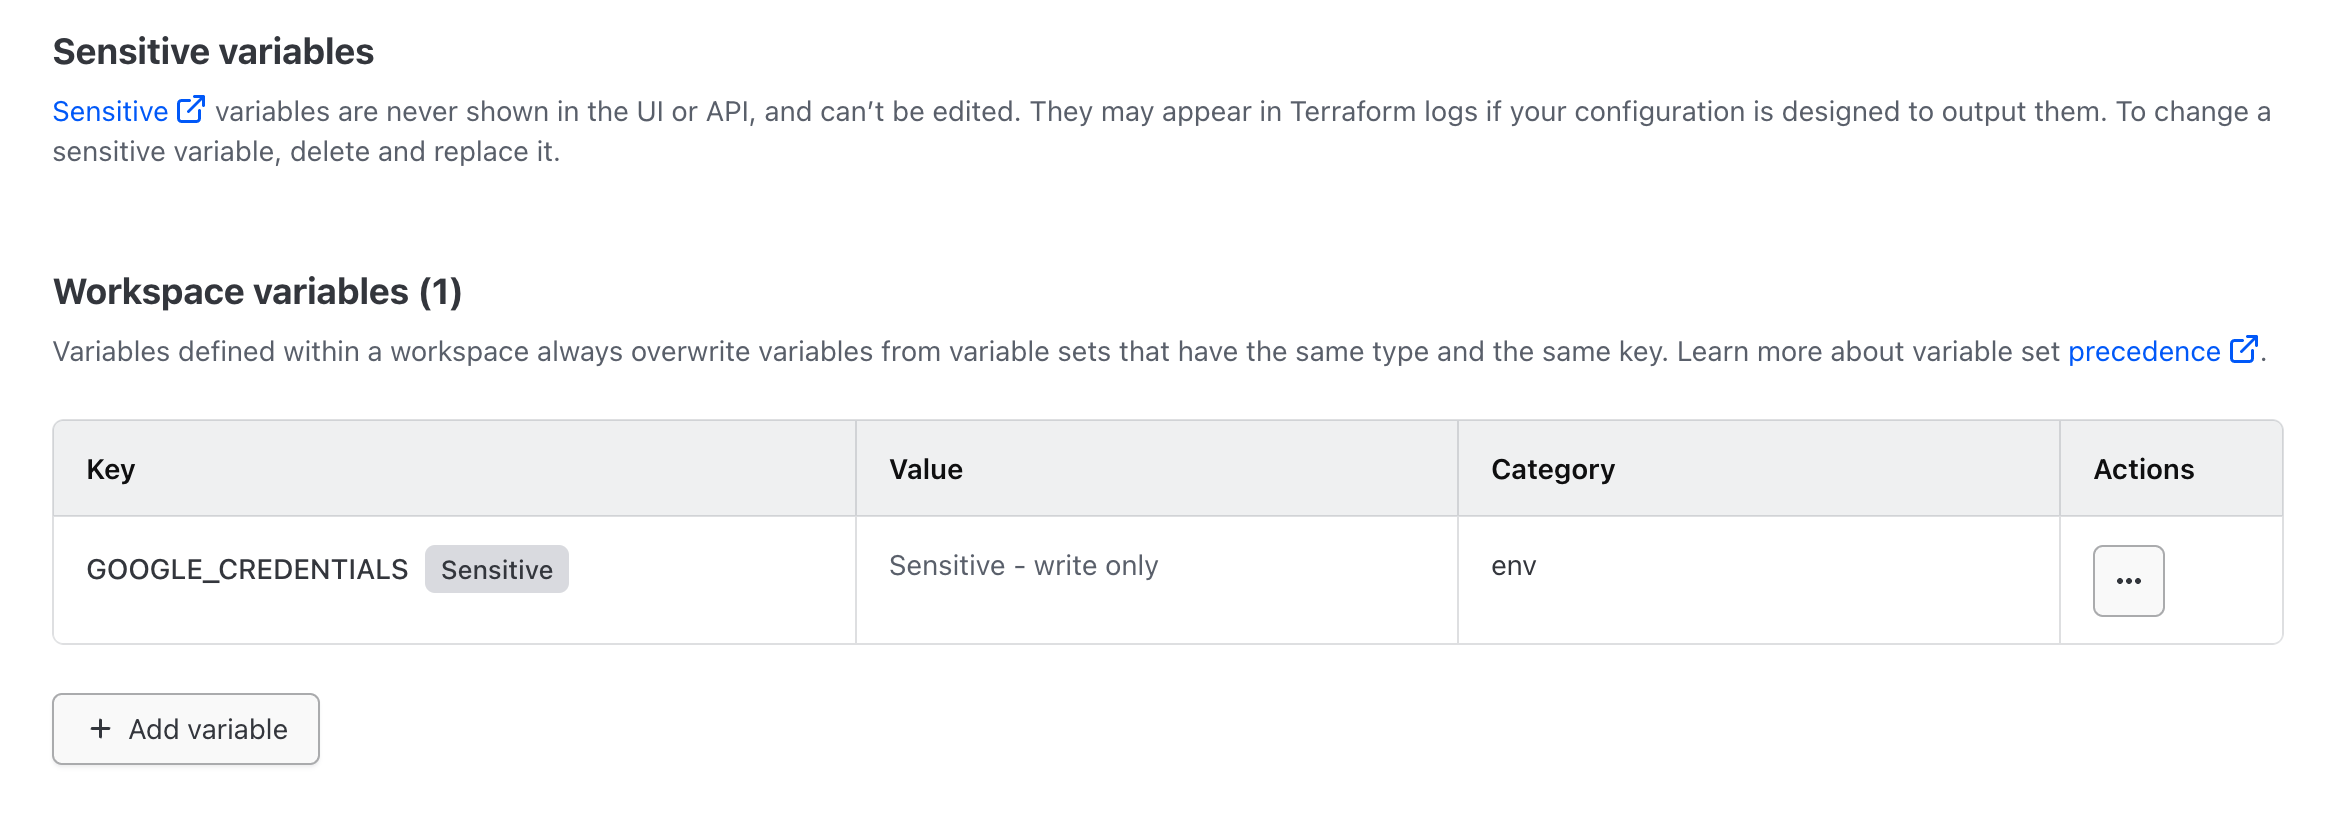 Sensitive variables
Sensitive variables are never shown in the UI or API, and can’t be edited. They may appear in Terraform logs if your configuration is designed to output them. To change a
sensitive variable, delete and replace it.
Workspace variables (1)
Variables defined within a workspace always overwrite variables from variable sets that have the same type and the same key. Learn more about variable set precedence.
Key Value Category Actions
GOOGLE_CREDENTIALS Sensitive Sensitive - write only env
+ Add variable